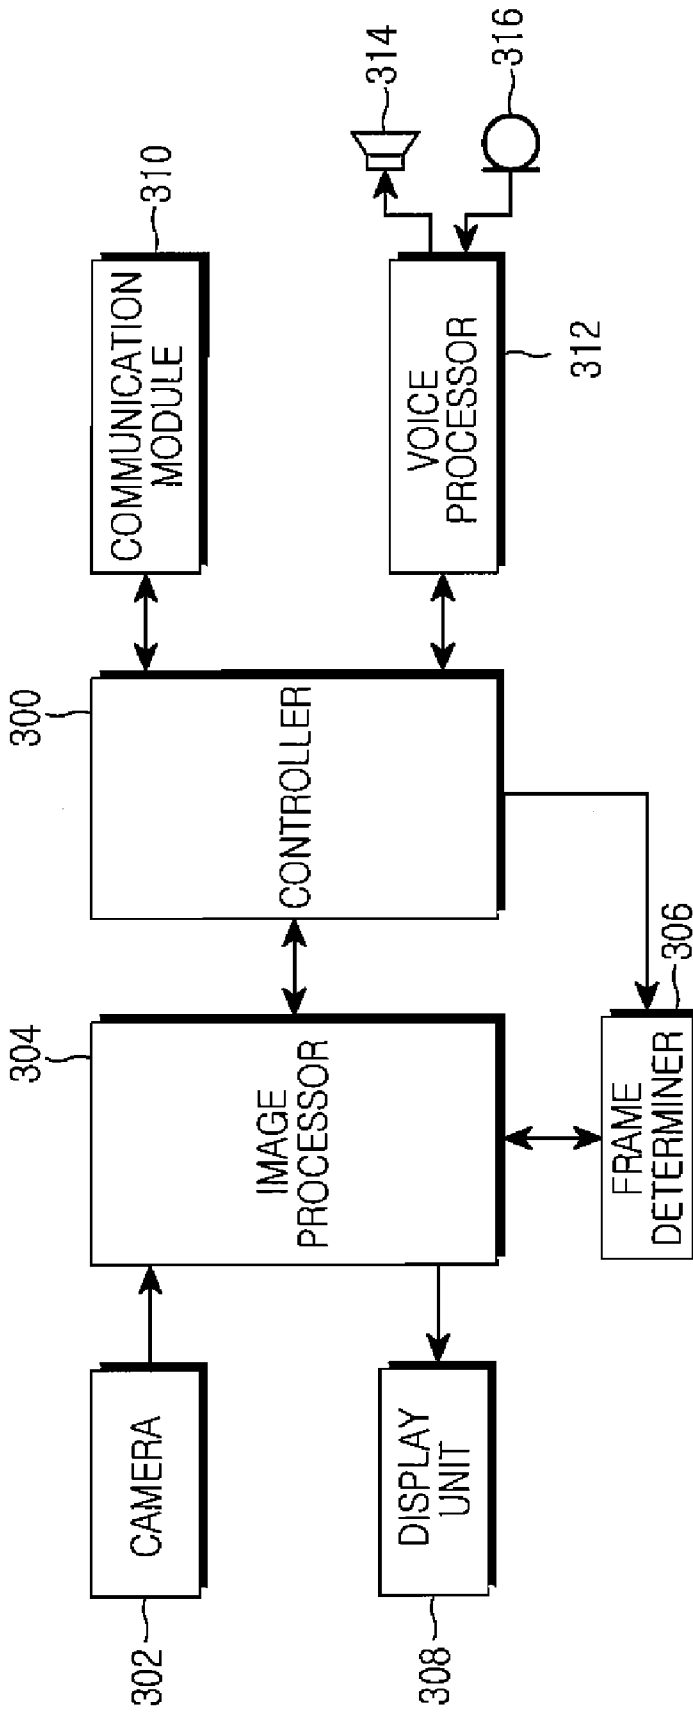 302
CAMERA
304
IMAGE
PROCESSOR
300
CONTROLLER
COMMUNICATION
MODULE
310
DISPLAY
UNIT
308
VOICE
PROCESSOR
312
314
316
FRAME
DETERMINER
306